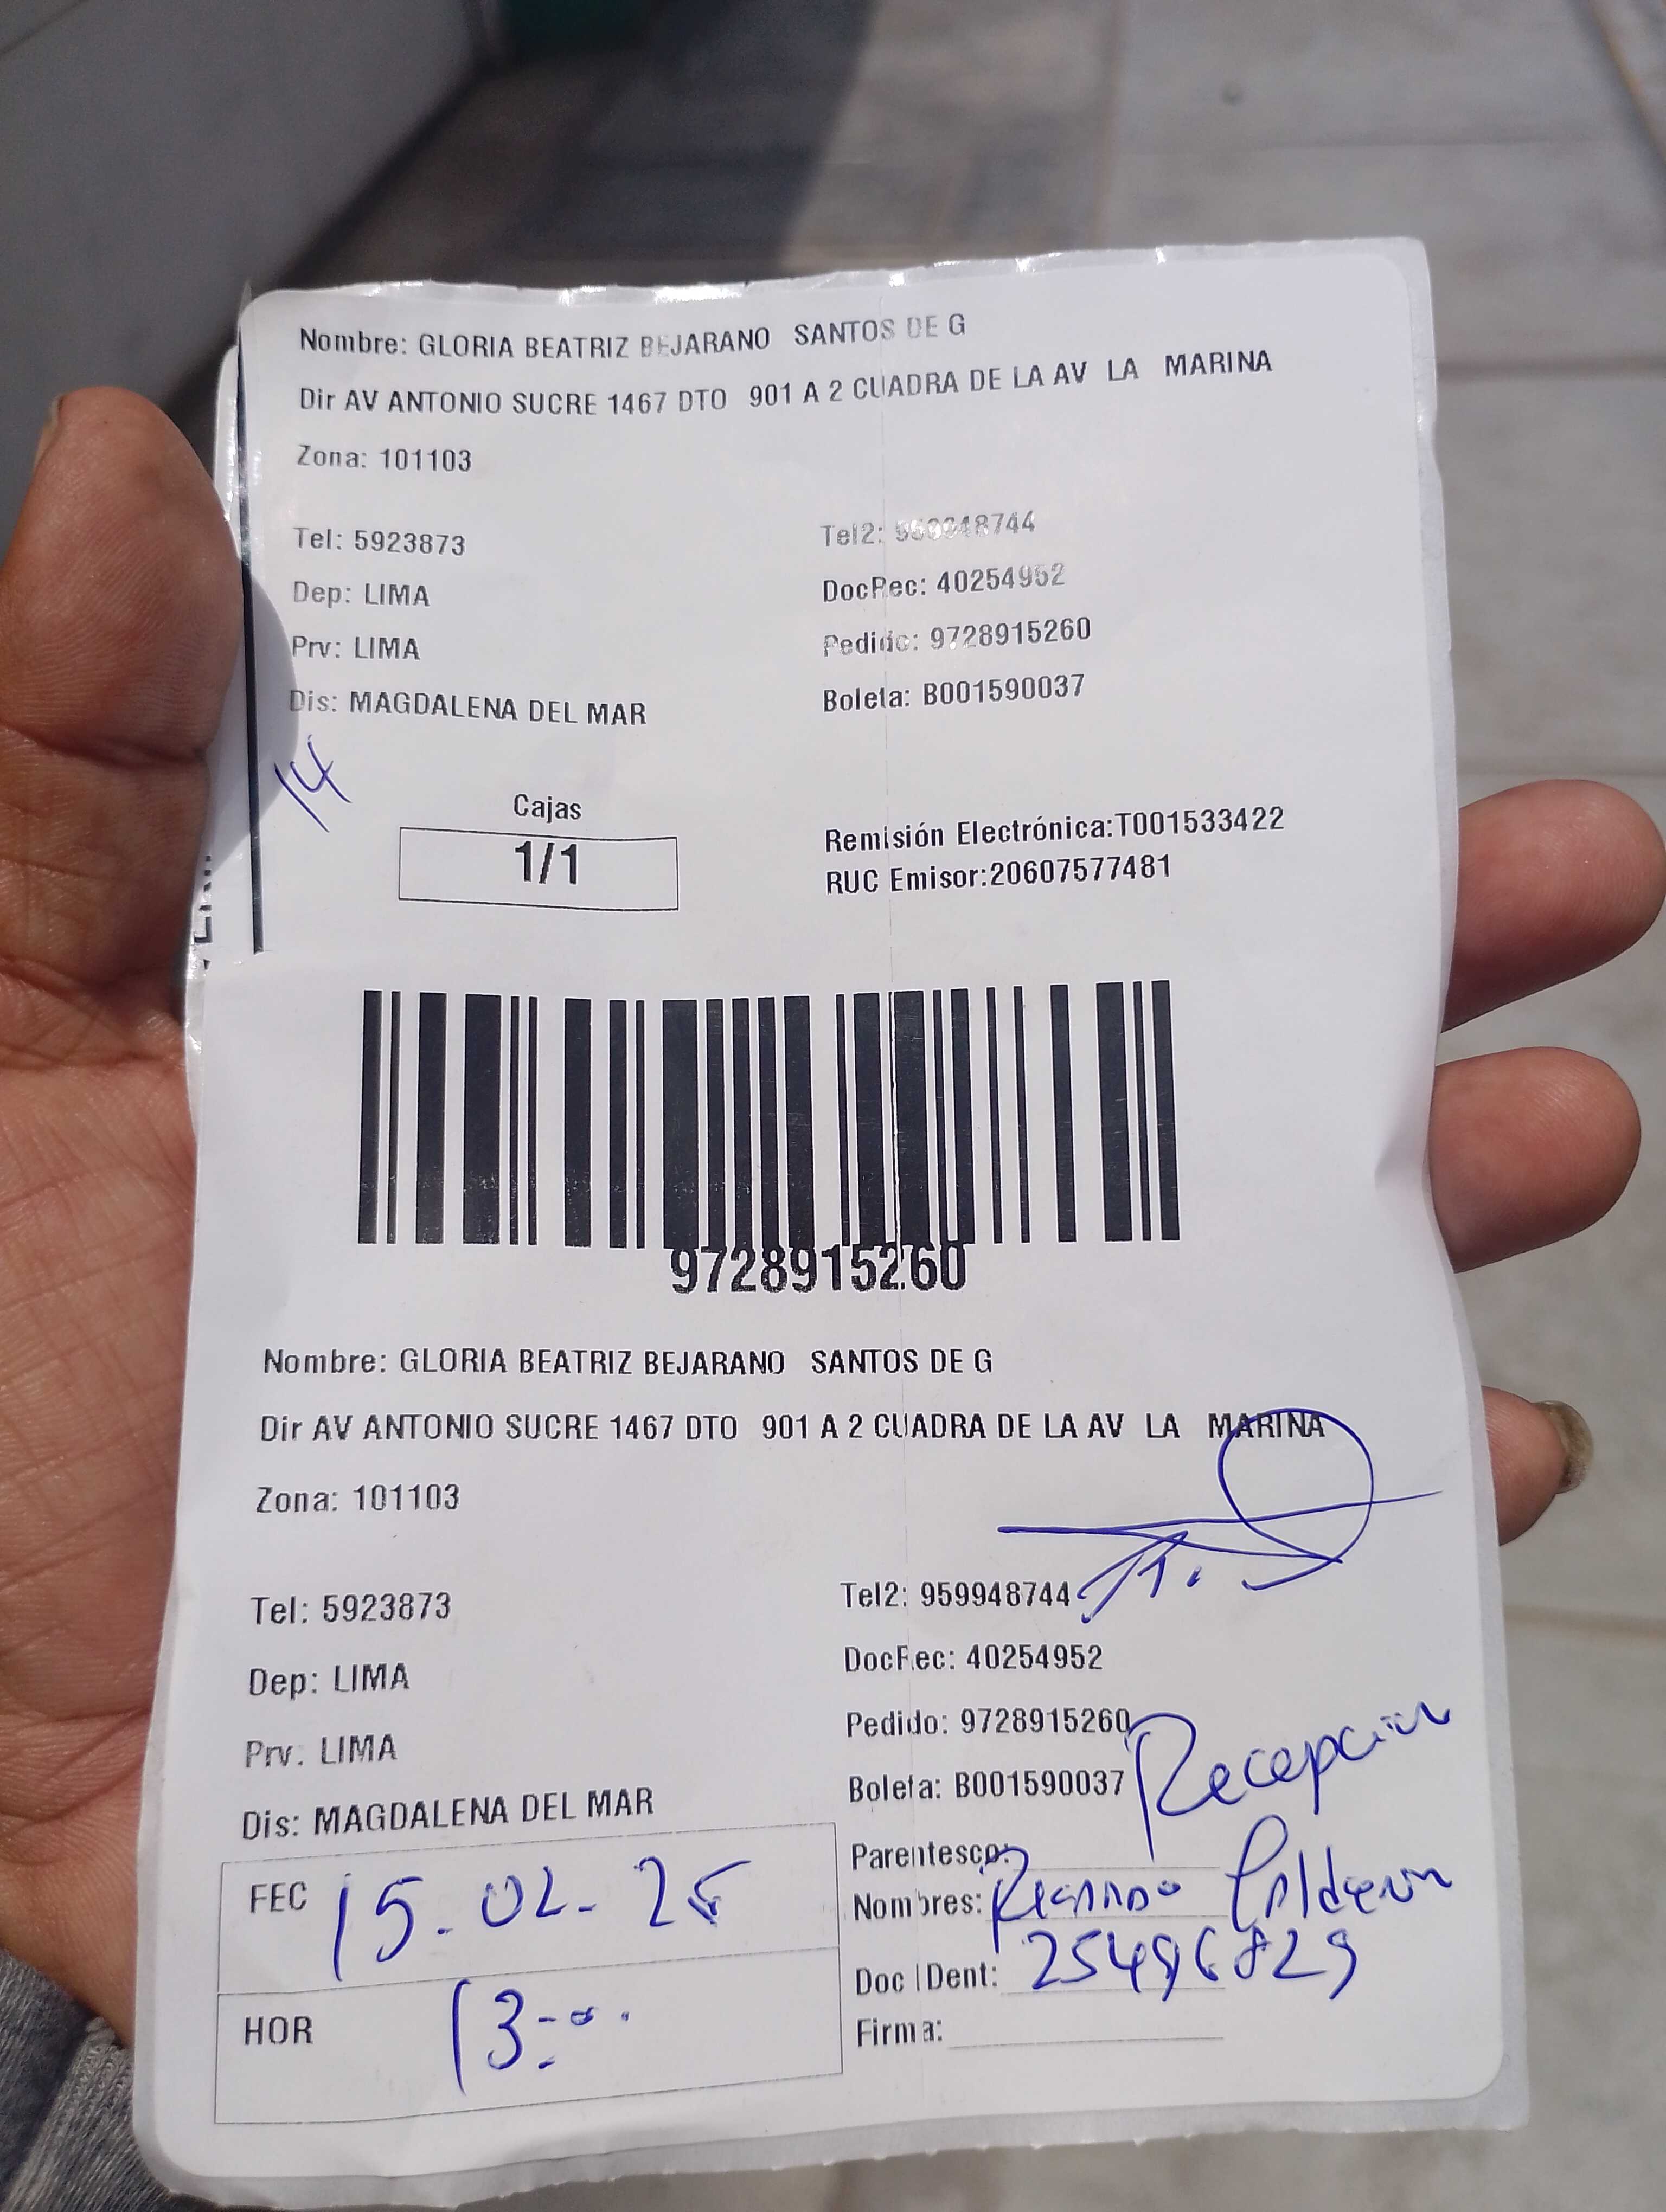 Nombre: GLORIA BEATRIZ BEJARANO SANTOS DE G
Dir AV ANTONIO SUCRE 1467 DTO 901 A 2 CUADRA DE LA AV LA MARINA
Zona: 101103
Tel: 5923873 Tel2: 959948744
Dep: LIMA DocRec: 40254952
Prv: LIMA Pedido: 9728915260
Dis: MAGDALENA DEL MAR Boleta: B001590037
14
Cajas
1/1
Remisión Electrónica:T001533422
RUC Emisor:20607577481
9728915260
Nombre: GLORIA BEATRIZ BEJARANO SANTOS DE G
Dir AV ANTONIO SUCRE 1467 DTO 901 A 2 CUADRA DE LA AV LA MARINA
Zona: 101103
Tel: 5923873 Tel2: 959948744
Dep: LIMA DocRec: 40254952
Prv: LIMA Pedido: 9728915260
Dis: MAGDALENA DEL MAR Boleta: B001590037
Recepcion
Parentesco:
FEC 15.02.
Nombres: Calderon
Doc IDent:
HOR 13:00
Firma: